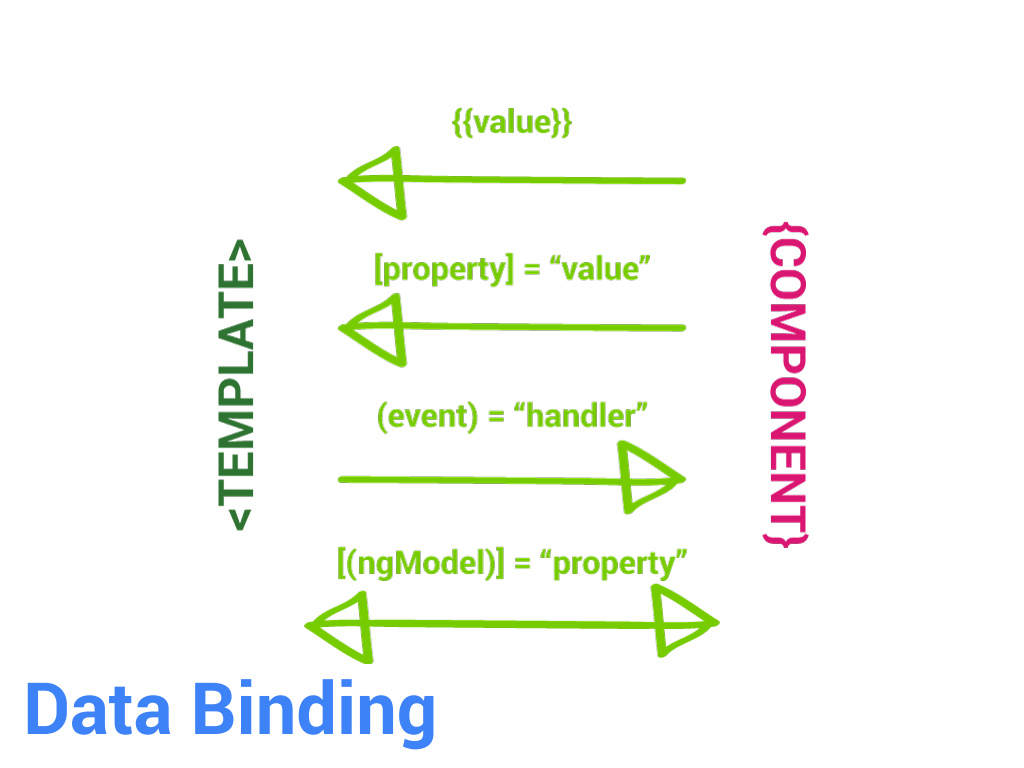 {{value}}
[property] = “value”
(event) = “handler”
[(ngModel)] = “property”
<TEMPLATE>
{COMPONENT}
Data Binding